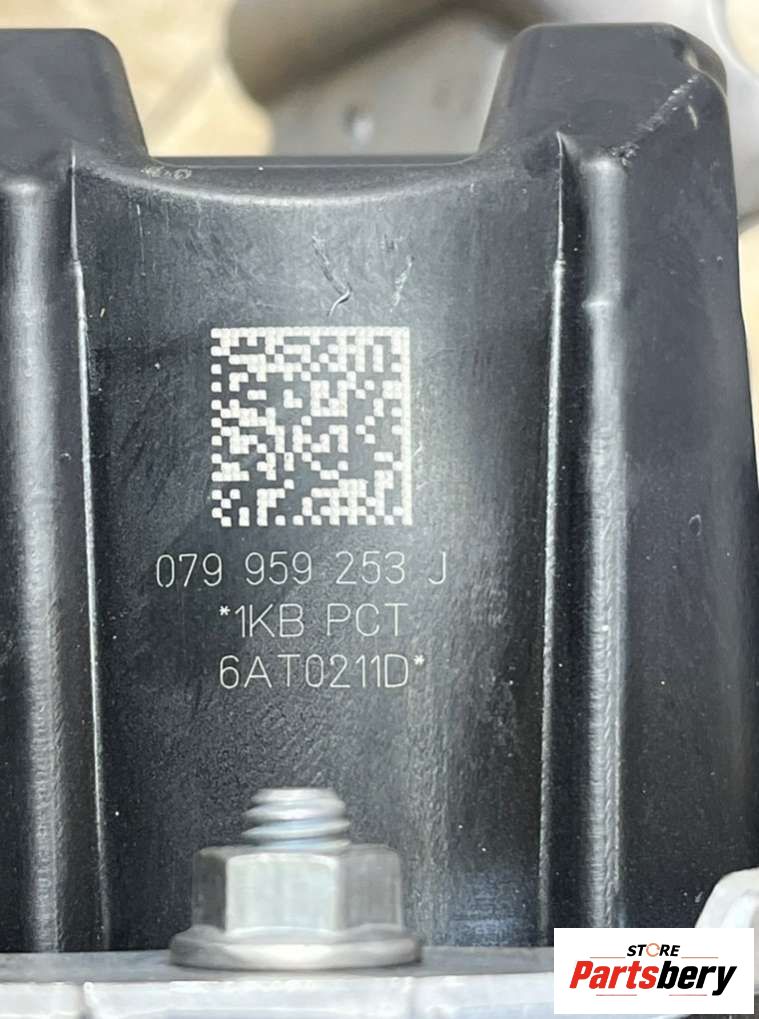 079 959 253 J
*1KB PCT
6AT0211D*
STORE
Partsbery